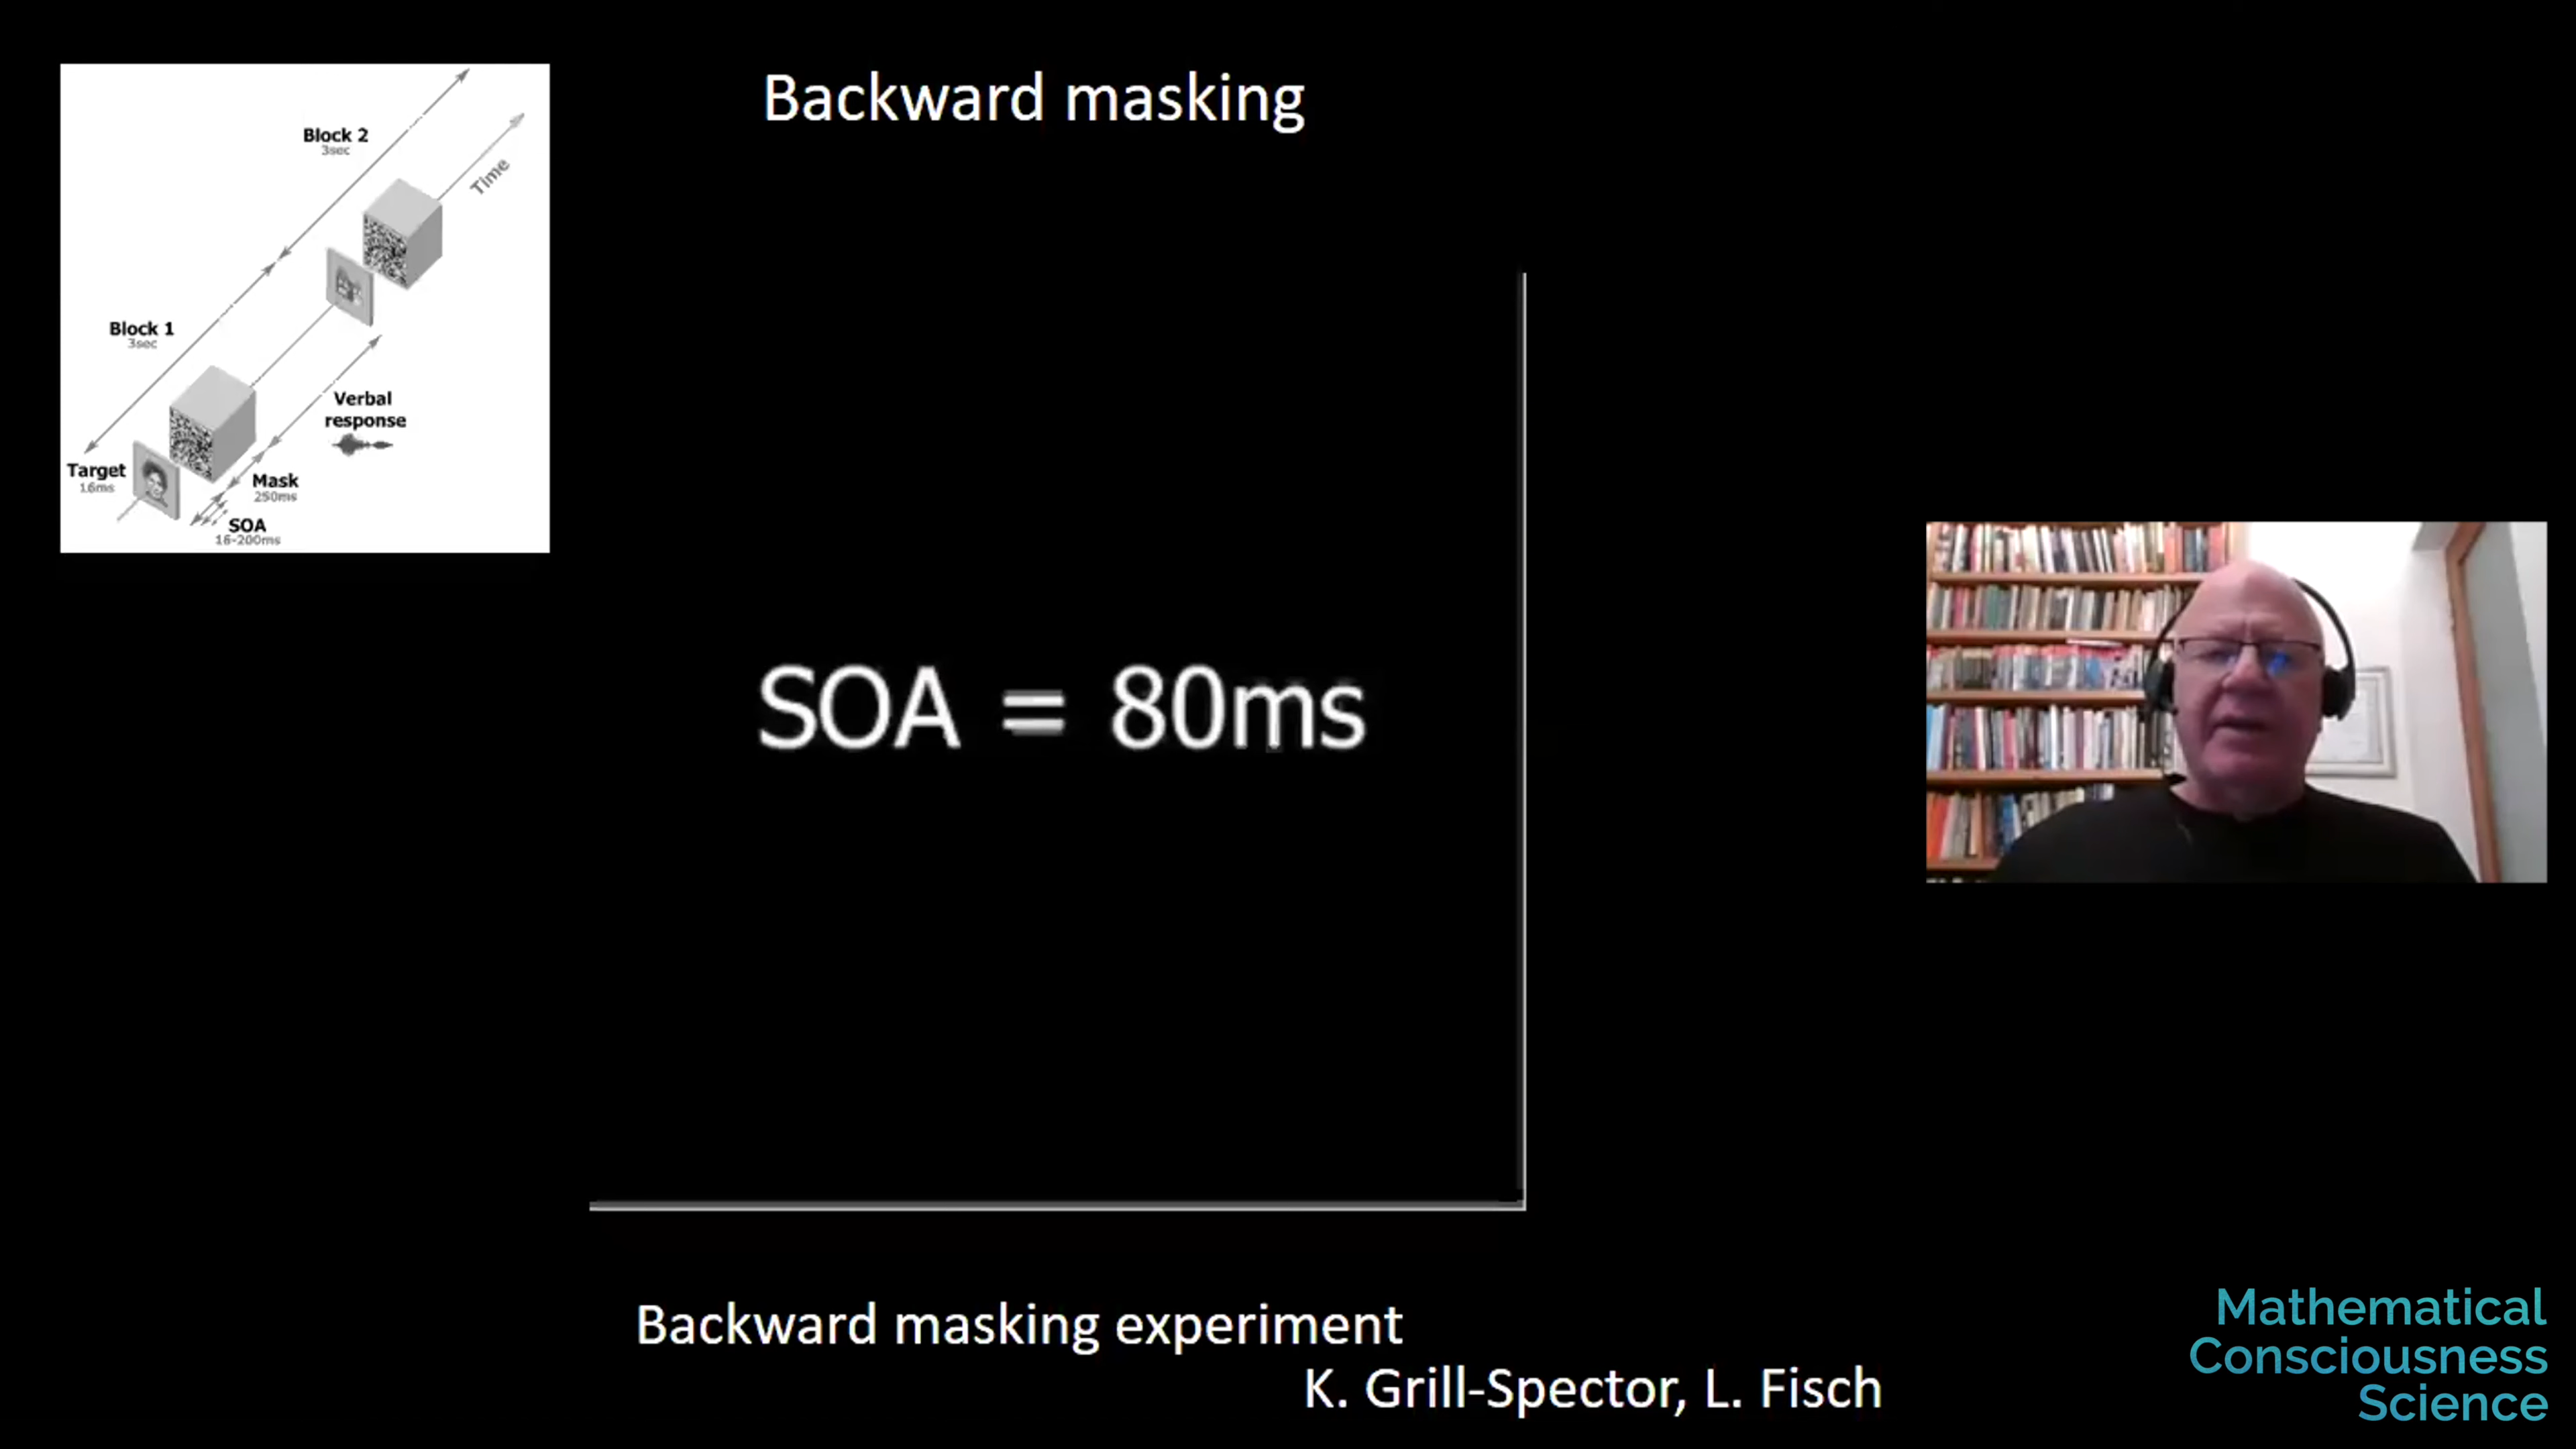 Backward masking
Block 2
3sec
Time
Block 1
3sec
Verbal
response
Target
16ms
Mask
250ms
SOA
16-200ms
SOA = 80ms
Backward masking experiment
K. Grill-Spector, L. Fisch
Mathematical
Consciousness
Science